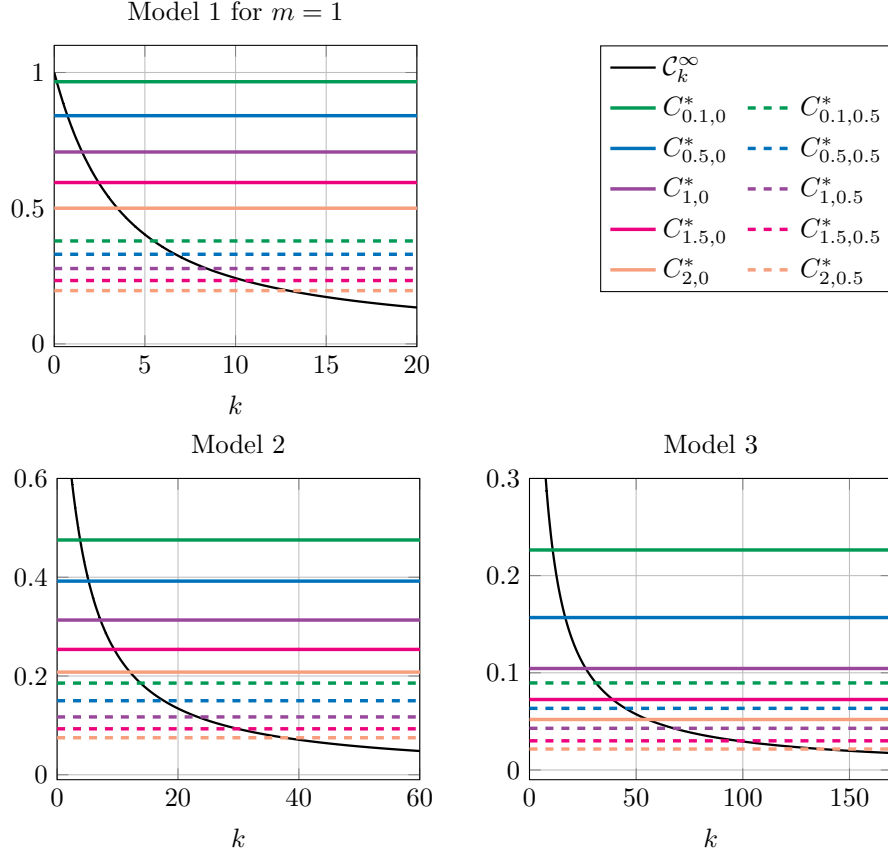 Model 1 for $m = 1$
1
0.5
0
0 5 10 15 20
$k$
$\mathcal{C}_k^\infty$
$C^*_{0.1,0}$ $C^*_{0.1,0.5}$
$C^*_{0.5,0}$ $C^*_{0.5,0.5}$
$C^*_{1,0}$ $C^*_{1,0.5}$
$C^*_{1.5,0}$ $C^*_{1.5,0.5}$
$C^*_{2,0}$ $C^*_{2,0.5}$
Model 2
0.6
0.4
0.2
0
0 20 40 60
$k$
Model 3
0.3
0.2
0.1
0
0 50 100 150
$k$